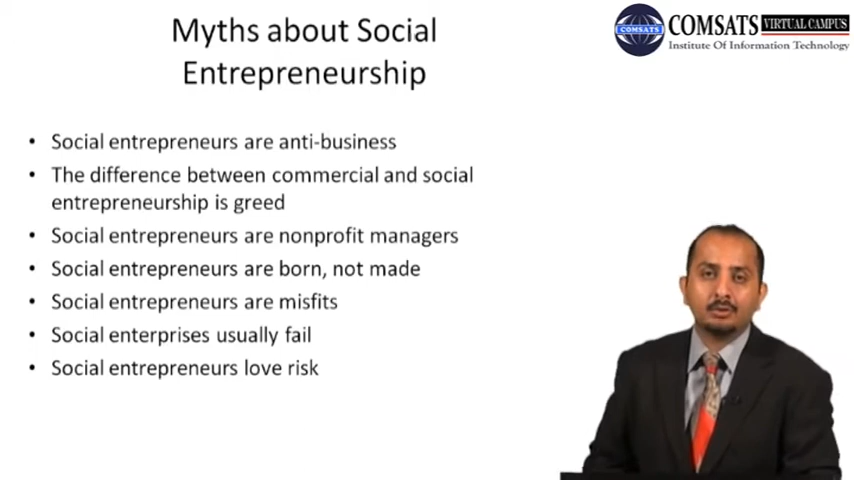 Myths about Social
Entrepreneurship
COMSATS VIRTUAL CAMPUS
Institute Of Information Technology
COMSATS
• Social entrepreneurs are anti-business
• The difference between commercial and social
entrepreneurship is greed
• Social entrepreneurs are nonprofit managers
• Social entrepreneurs are born, not made
• Social entrepreneurs are misfits
• Social enterprises usually fail
• Social entrepreneurs love risk